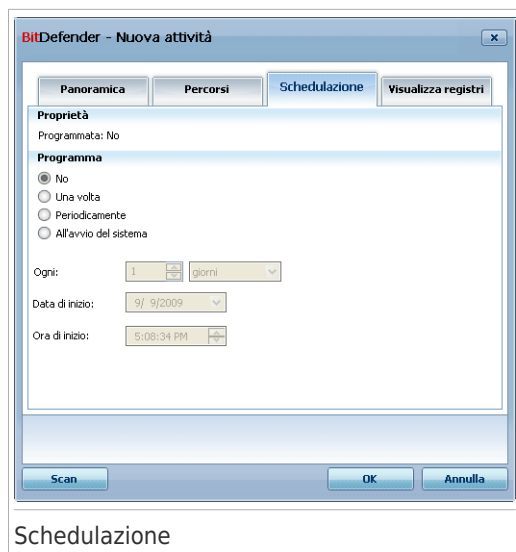 BitDefender - Nuova attività
Panoramica Percorsi Schedulazione Visualizza registri
Proprietà
Programmata: No
Programma
No
Una volta
Periodicamente
All'avvio del sistema
Ogni: 1 giorni
Data di inizio: 9/ 9/2009
Ora di inizio: 5:08:34 PM
Scan OK Annulla
Schedulazione